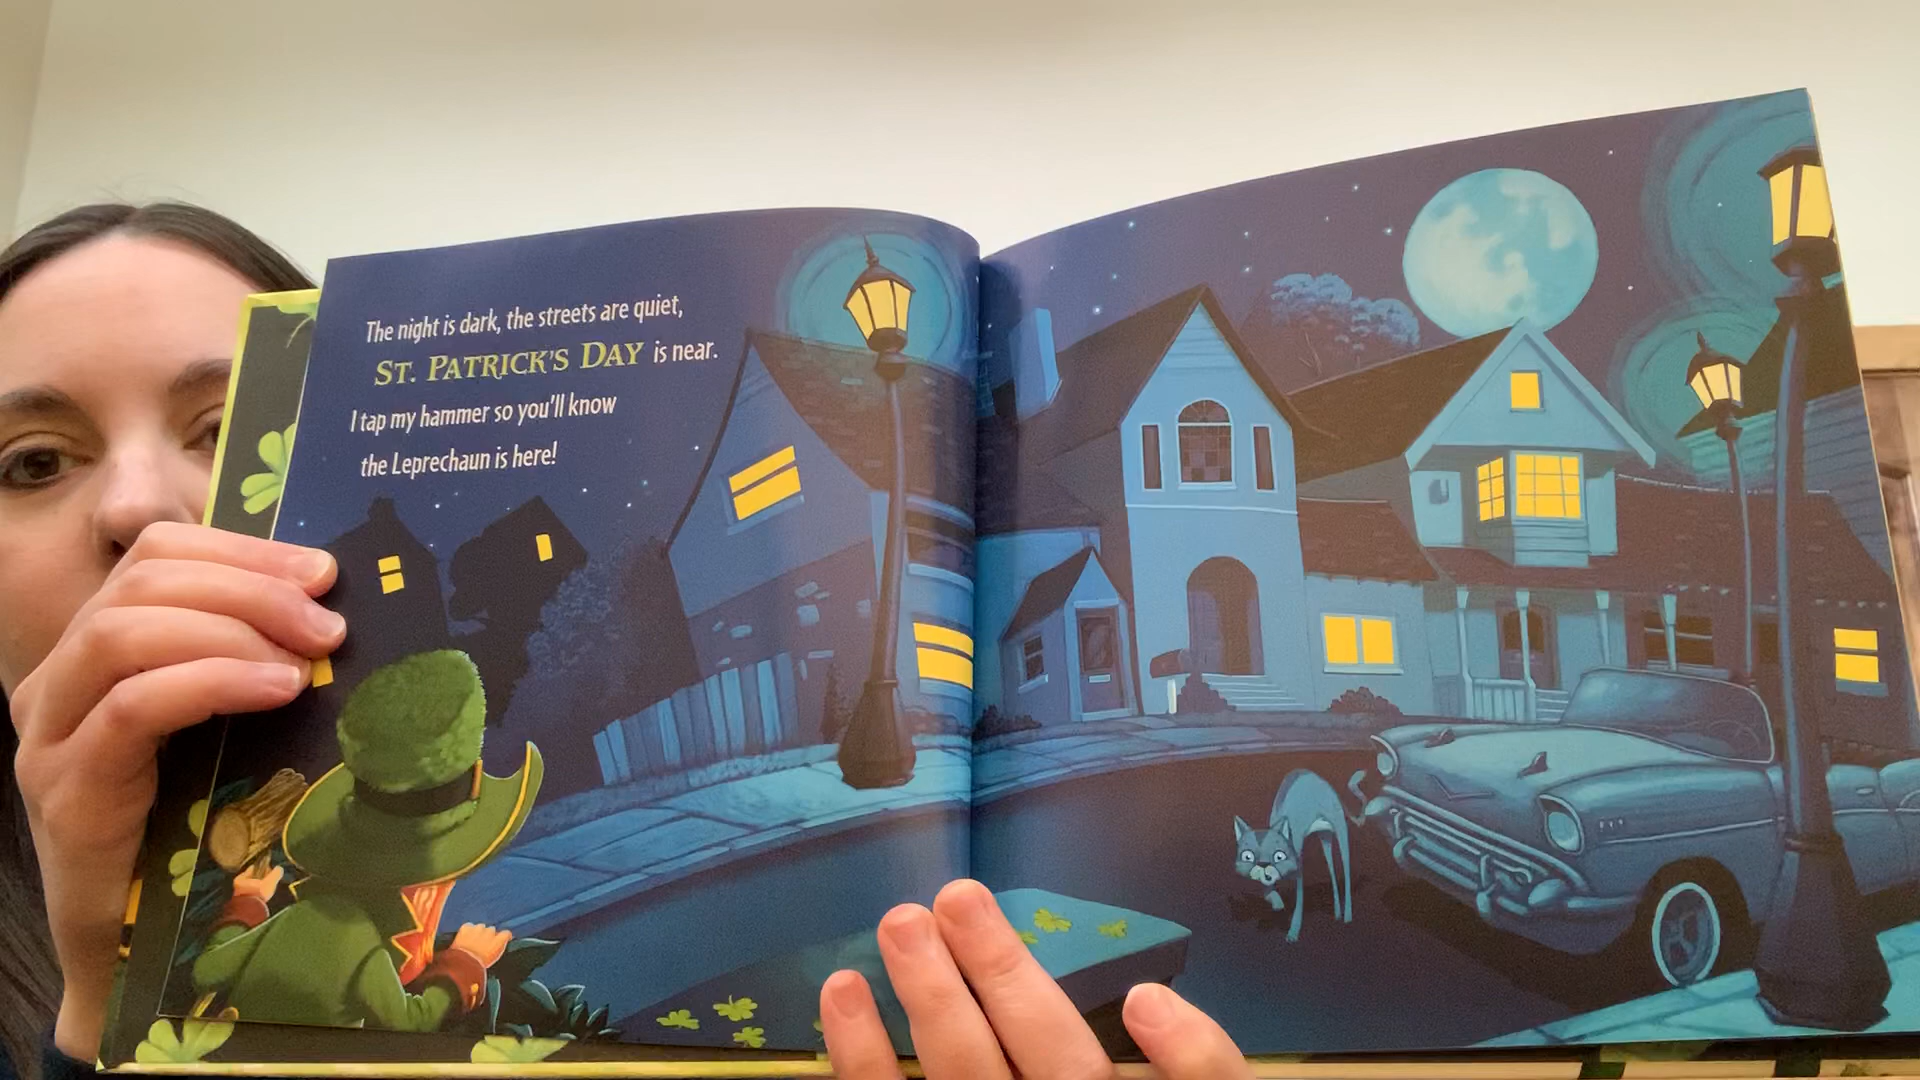 The night is dark, the streets are quiet,
ST. PATRICK'S DAY is near.
I tap my hammer so you'll know
the Leprechaun is here!